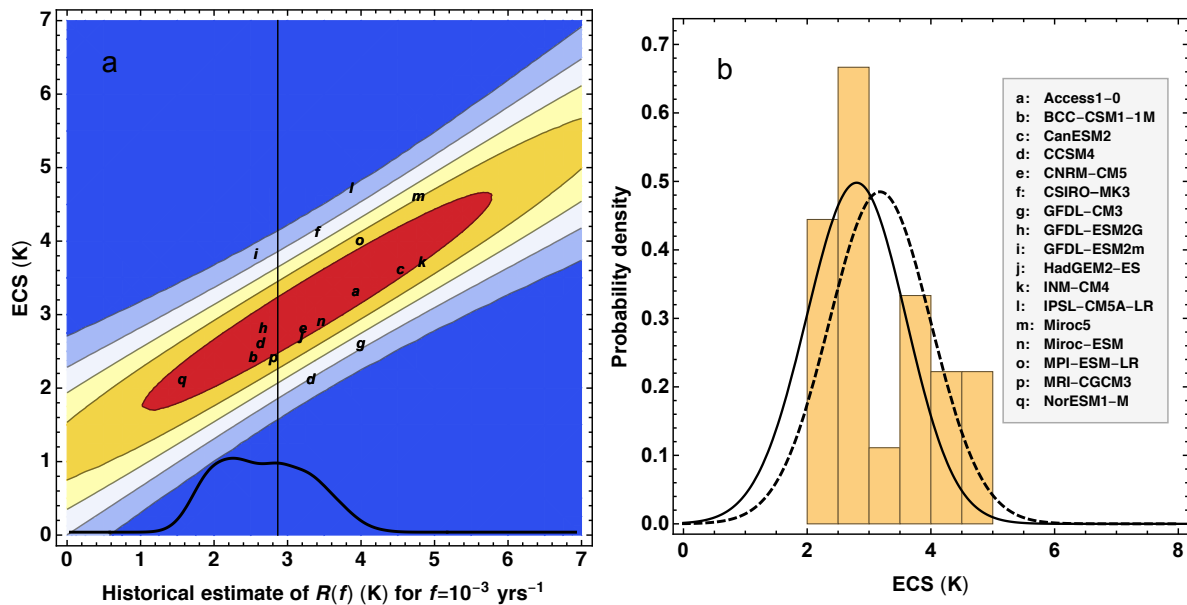 a
7
6
5
4
3
2
1
0
ECS (K)
l
m
f
o
i
k
c
a
n
h
e
j
d
g
b
p
q
d
0 1 2 3 4 5 6 7
Historical estimate of R(f) (K) for f=10⁻³ yrs⁻¹
b
0.7
0.6
0.5
0.4
0.3
0.2
0.1
0.0
Probability density
0 2 4 6 8
ECS (K)
a: Access1-0
b: BCC-CSM1-1M
c: CanESM2
d: CCSM4
e: CNRM-CM5
f: CSIRO-MK3
g: GFDL-CM3
h: GFDL-ESM2G
i: GFDL-ESM2m
j: HadGEM2-ES
k: INM-CM4
l: IPSL-CM5A-LR
m: Miroc5
n: Miroc-ESM
o: MPI-ESM-LR
p: MRI-CGCM3
q: NorESM1-M